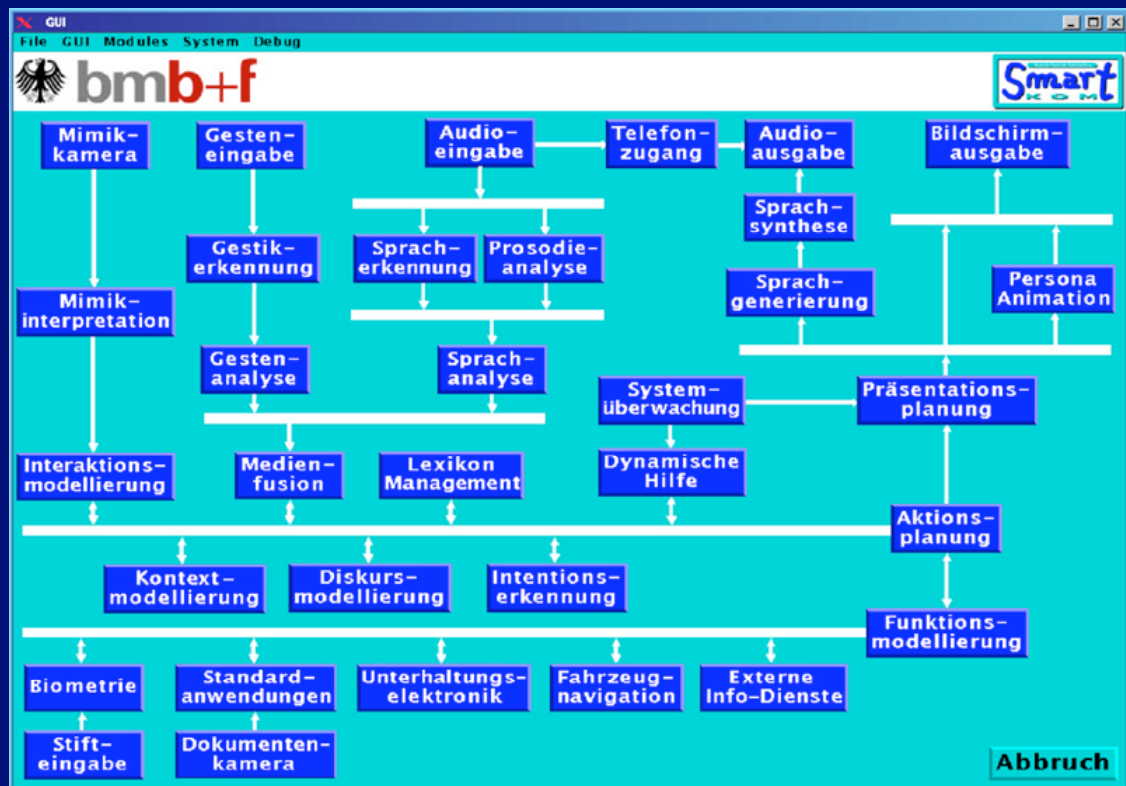 GUI
File GUI Modules System Debug
bmb+f
Smart
KOM
Mimik-
kamera
Gesten-
eingabe
Audio-
eingabe
Telefon-
zugang
Audio-
ausgabe
Bildschirm-
ausgabe
Sprach-
synthese
Gestik-
erkennung
Sprach-
erkennung
Prosodie-
analyse
Mimik-
interpretation
Sprach-
generierung
Persona
Animation
Gesten-
analyse
Sprach-
analyse
System-
überwachung
Präsentations-
planung
Interaktions-
modellierung
Medien-
fusion
Lexikon
Management
Dynamische
Hilfe
Aktions-
planung
Kontext-
modellierung
Diskurs-
modellierung
Intentions-
erkennung
Funktions-
modellierung
Biometrie
Standard-
anwendungen
Unterhaltungs-
elektronik
Fahrzeug-
navigation
Externe
Info-Dienste
Stift-
eingabe
Dokumenten-
kamera
Abbruch